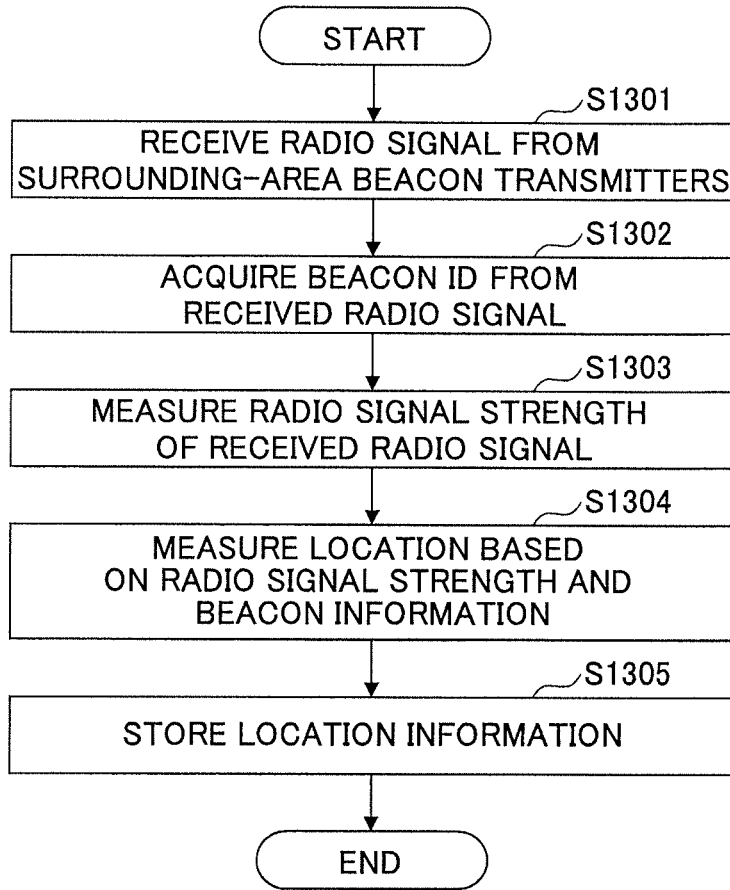 START
S1301
RECEIVE RADIO SIGNAL FROM
SURROUNDING-AREA BEACON TRANSMITTERS
S1302
ACQUIRE BEACON ID FROM
RECEIVED RADIO SIGNAL
S1303
MEASURE RADIO SIGNAL STRENGTH
OF RECEIVED RADIO SIGNAL
S1304
MEASURE LOCATION BASED
ON RADIO SIGNAL STRENGTH AND
BEACON INFORMATION
S1305
STORE LOCATION INFORMATION
END